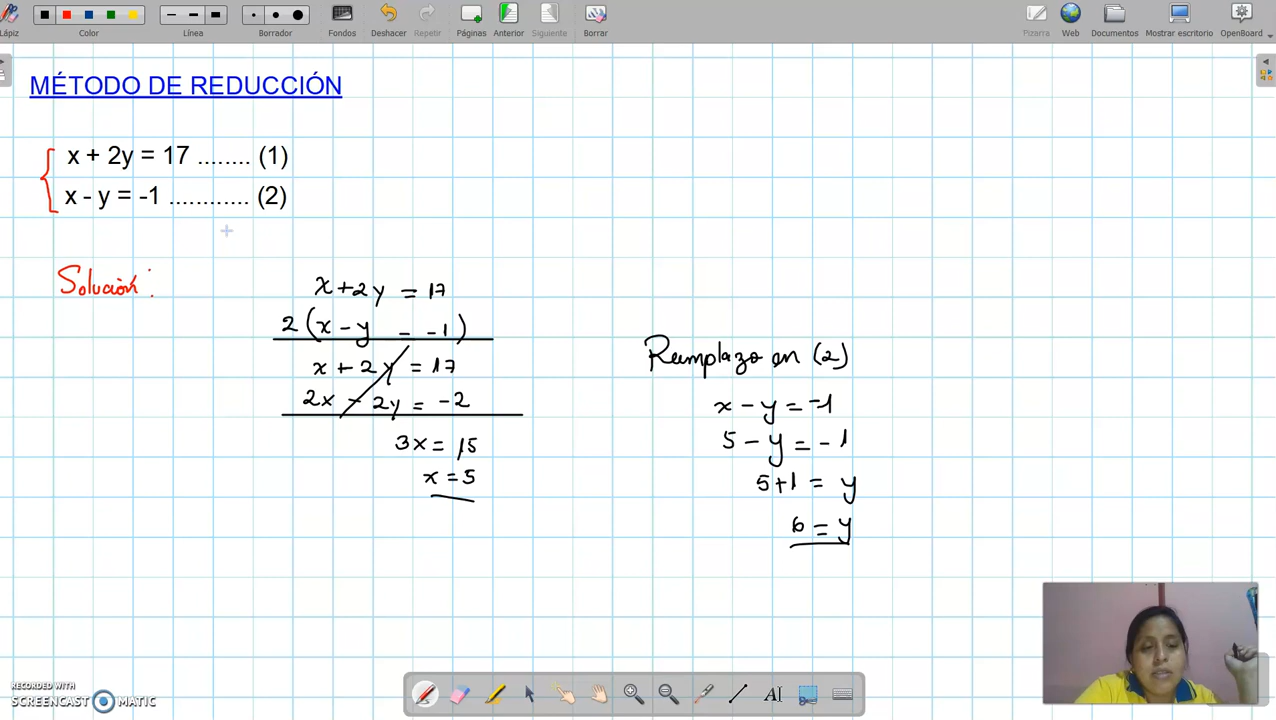 Lápiz
Color
Línea
Borrador
Fondos
Deshacer
Repetir
Páginas
Anterior
Siguiente
Borrar
Pizarra
Web
Documentos
Mostrar escritorio
OpenBoard
MÉTODO DE REDUCCIÓN
x + 2y = 17 ........ (1)
x - y = -1 ............ (2)
Solución:
x + 2y = 17
2 (x - y = -1)
x + 2y = 17
2x - 2y = -2
3x = 15
x = 5
Reemplazo en (2)
x - y = -1
5 - y = -1
5+1 = y
6 = y
RECORDED WITH
SCREENCAST MATIC
AI